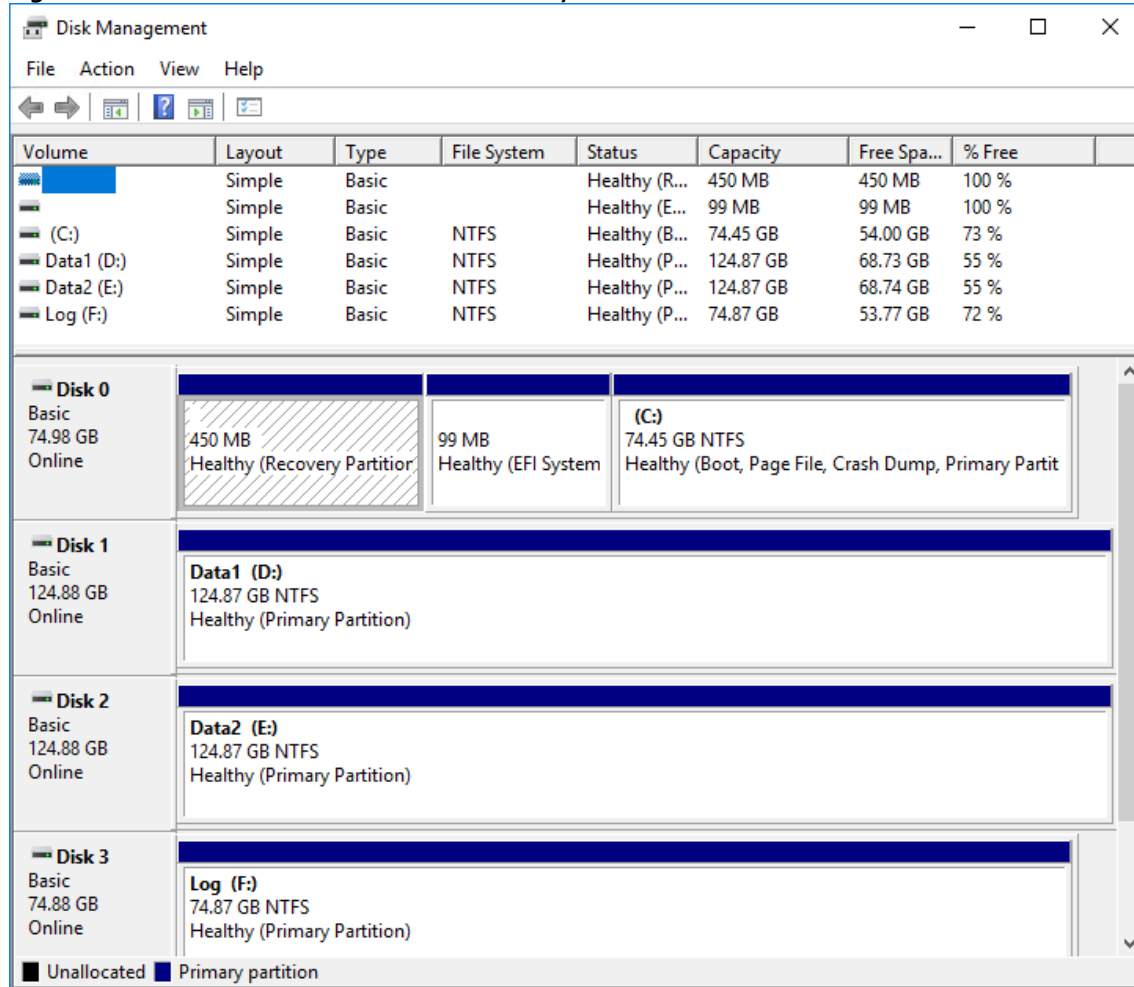 Disk Management
File Action View Help
Volume Layout Type File System Status Capacity Free Spa... % Free
Simple Basic Healthy (R... 450 MB 450 MB 100 %
Simple Basic Healthy (E... 99 MB 99 MB 100 %
(C:) Simple Basic NTFS Healthy (B... 74.45 GB 54.00 GB 73 %
Data1 (D:) Simple Basic NTFS Healthy (P... 124.87 GB 68.73 GB 55 %
Data2 (E:) Simple Basic NTFS Healthy (P... 124.87 GB 68.74 GB 55 %
Log (F:) Simple Basic NTFS Healthy (P... 74.87 GB 53.77 GB 72 %
Disk 0
Basic
74.98 GB
Online
450 MB
Healthy (Recovery Partition
99 MB
Healthy (EFI System
(C:)
74.45 GB NTFS
Healthy (Boot, Page File, Crash Dump, Primary Partit
Disk 1
Basic
124.88 GB
Online
Data1 (D:)
124.87 GB NTFS
Healthy (Primary Partition)
Disk 2
Basic
124.88 GB
Online
Data2 (E:)
124.87 GB NTFS
Healthy (Primary Partition)
Disk 3
Basic
74.88 GB
Online
Log (F:)
74.87 GB NTFS
Healthy (Primary Partition)
Unallocated Primary partition